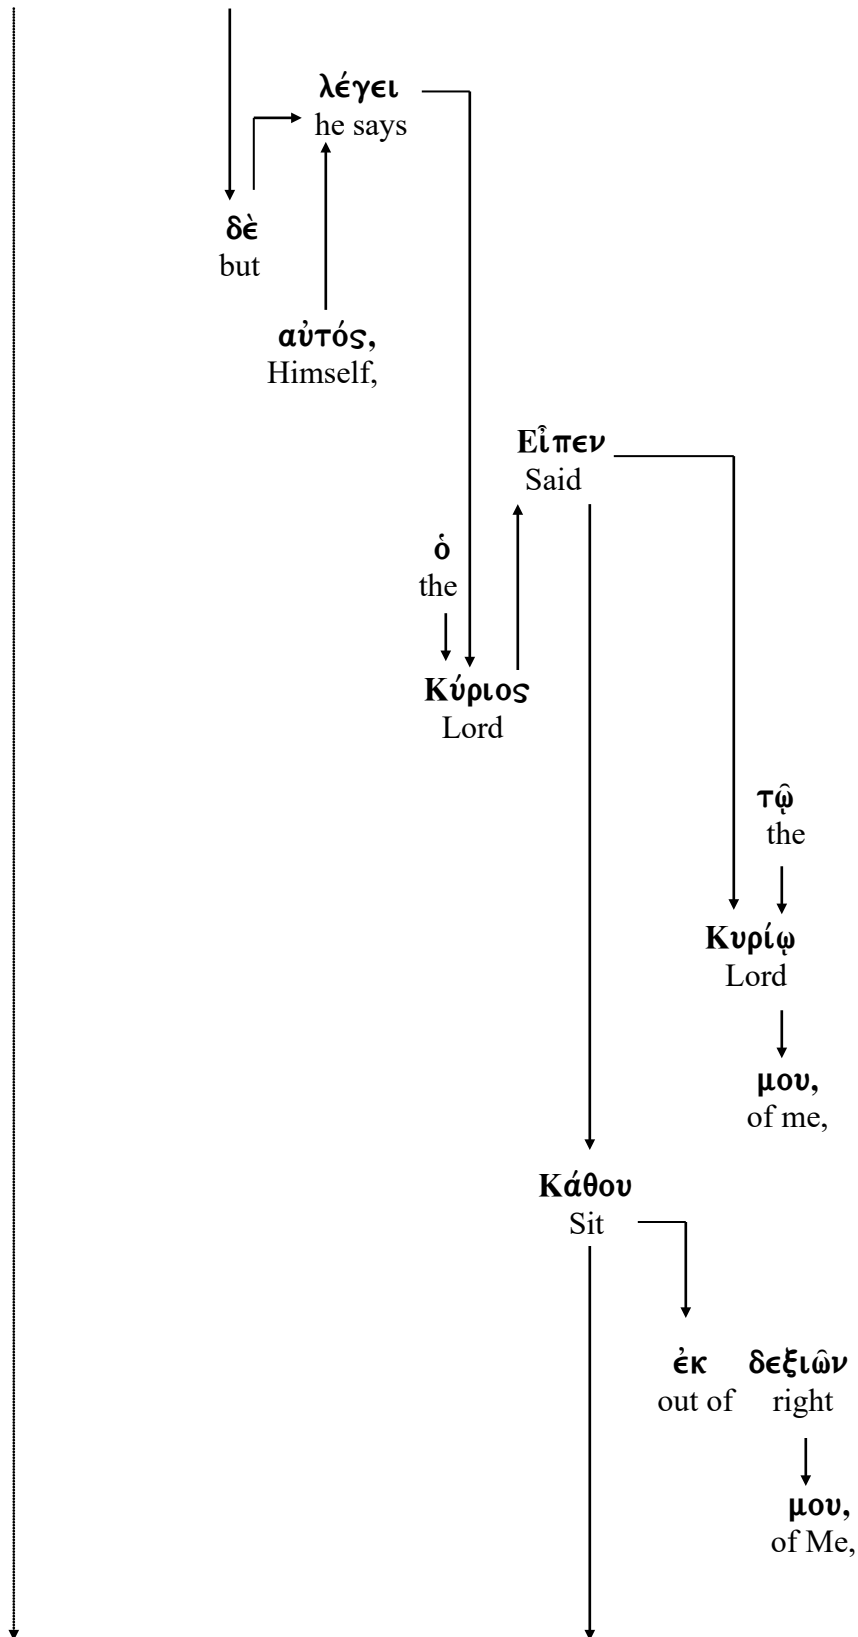 λέγει
he says
δὲ
but
αὐτός,
Himself,
Εἶπεν
Said
ὁ
the
Κύριος
Lord
τῷ
the
Κυρίῳ
Lord
μου,
of me,
Κάθου
Sit
ἐκ δεξιῶν
out of right
μου,
of Me,